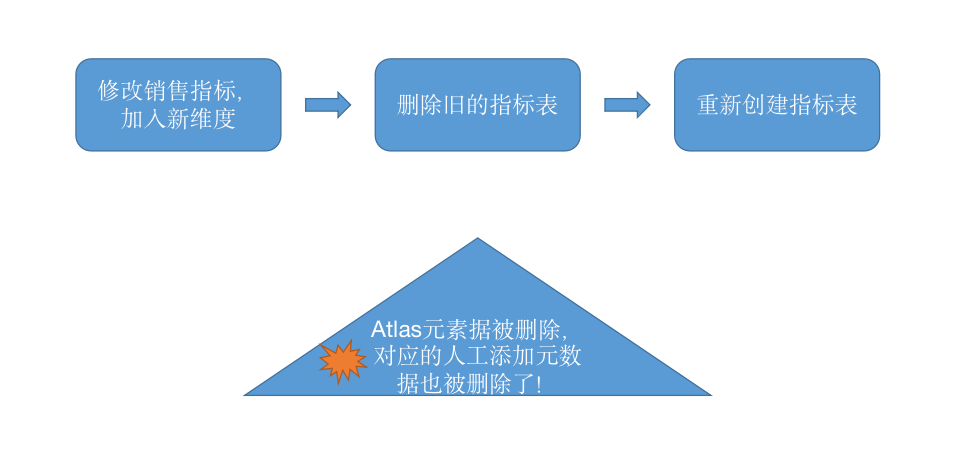 修改销售指标，
加入新维度
删除旧的指标表
重新创建指标表
Atlas元素据被删除，
对应的人工添加元数
据也被删除了！